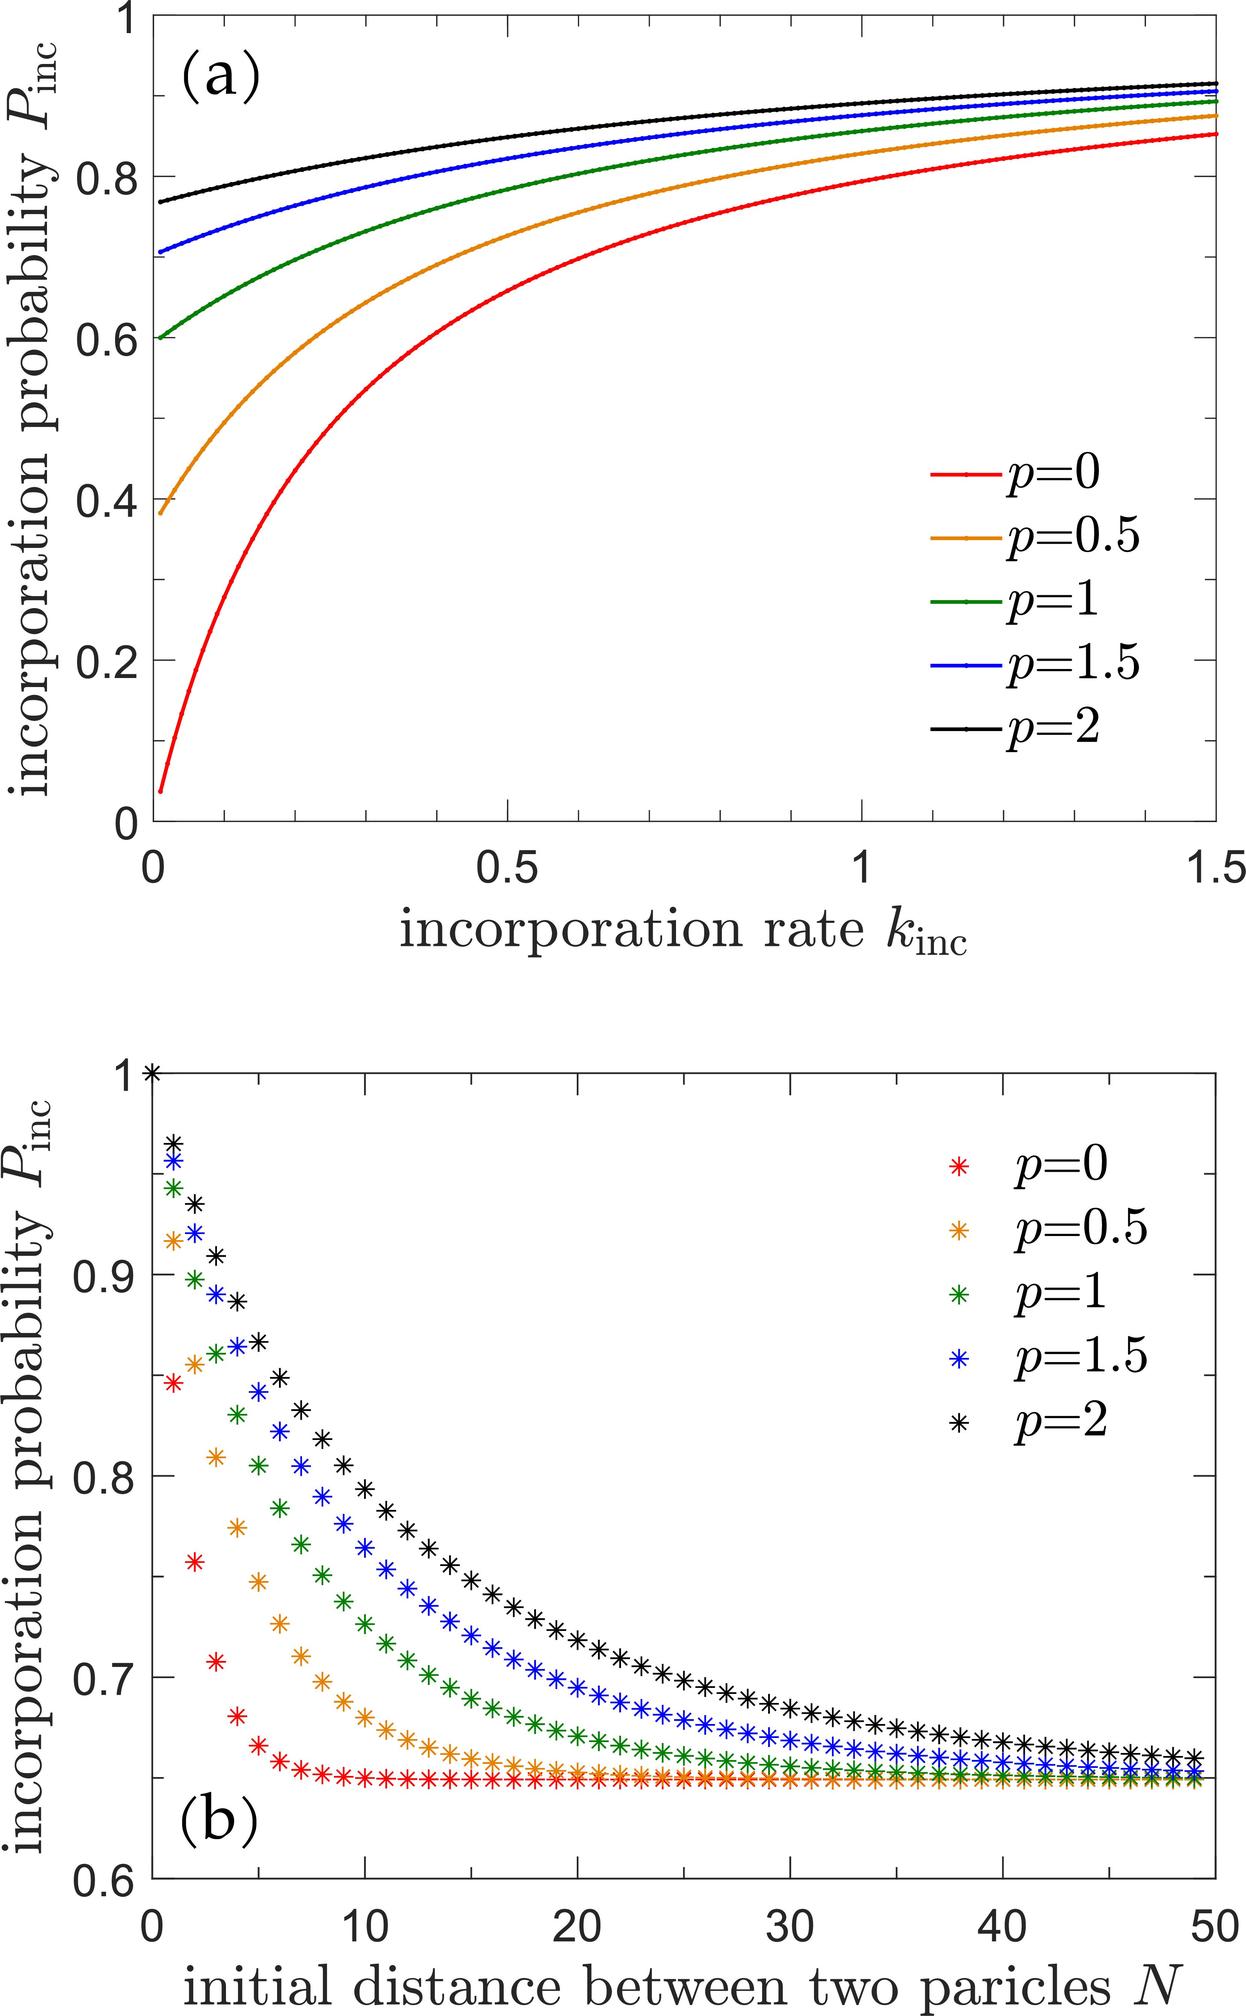 (a)
incorporation probability P_inc
1
0.8
0.6
0.4
0.2
0
p=0
p=0.5
p=1
p=1.5
p=2
0 0.5 1 1.5
incorporation rate k_inc
incorporation probability P_inc
1
0.9
0.8
0.7
0.6
p=0
p=0.5
p=1
p=1.5
p=2
(b)
0 10 20 30 40 50
initial distance between two paricles N